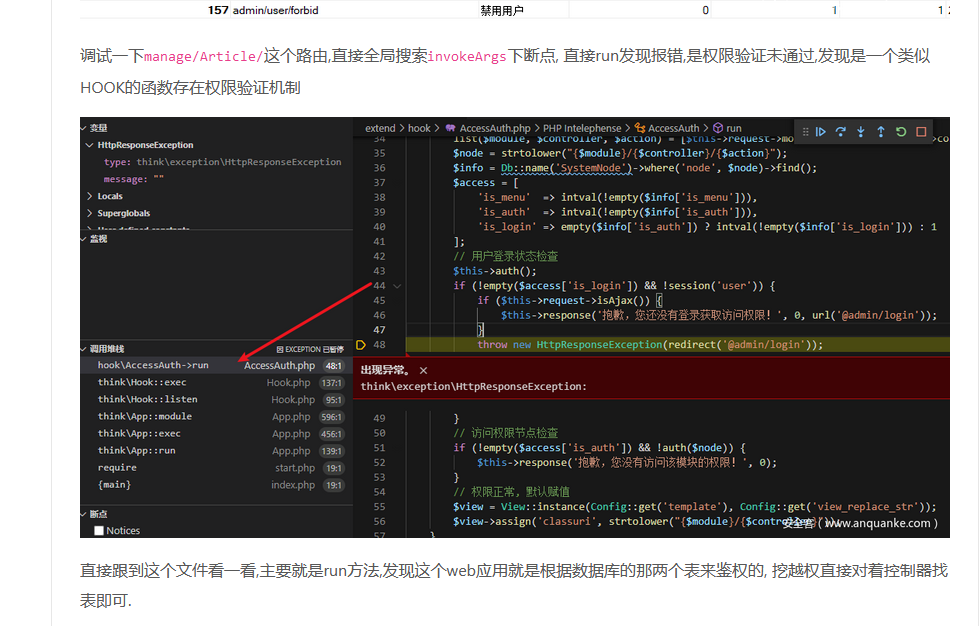 157 admin/user/forbid 禁用用户 0 1 1
调试一下manage/Article/这个路由,直接全局搜索invokeArgs下断点, 直接run发现报错,是权限验证未通过,发现是一个类似
HOOK的函数存在权限验证机制
变量
HttpResponseException
type: think\exception\HttpResponseException
message: ""
Locals
Superglobals
监视
调用堆栈 因 EXCEPTION 已暂停
hook\AccessAuth->run AccessAuth.php 48:1
think\Hook::exec Hook.php 137:1
think\Hook::listen Hook.php 95:1
think\App::module App.php 596:1
think\App::exec App.php 456:1
think\App::run App.php 139:1
require start.php 19:1
{main} index.php 19:1
断点
Notices
extend > hook > AccessAuth.php > PHP Intelephense > AccessAuth > run
34 list($module, $controller, $action) = [$this->request->mo
35 $node = strtolower("{$module}/{$controller}/{$action}");
36 $info = Db::name('SystemNode')->where('node', $node)->find();
37 $access = [
38 'is_menu' => intval(!empty($info['is_menu'])),
39 'is_auth' => intval(!empty($info['is_auth'])),
40 'is_login' => empty($info['is_auth']) ? intval(!empty($info['is_login'])) : 1
41 ];
42 // 用户登录状态检查
43 $this->auth();
44 if (!empty($access['is_login']) && !session('user')) {
45 if ($this->request->isAjax()) {
46 $this->response('抱歉，您还没有登录获取访问权限！', 0, url('@admin/login'));
47 }
48 throw new HttpResponseException(redirect('@admin/login'));
出现异常。 ×
think\exception\HttpResponseException:
49 }
50 // 访问权限节点检查
51 if (!empty($access['is_auth']) && !auth($node)) {
52 $this->response('抱歉，您没有访问该模块的权限！', 0);
53 }
54 // 权限正常，默认赋值
55 $view = View::instance(Config::get('template'), Config::get('view_replace_str'));
56 $view->assign('classuri', strtolower("{$module}/{$contro
57 }
安全客 ( www.anquanke.com )
直接跟到这个文件看一看,主要就是run方法,发现这个web应用就是根据数据库的那两个表来鉴权的, 挖越权直接对着控制器找
表即可.